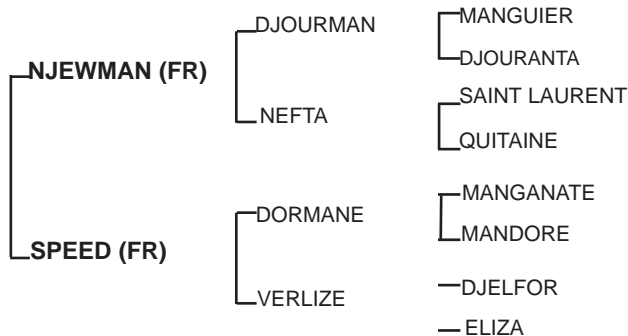 MANGUIER
DJOURMAN
DJOURANTA
NJEWMAN (FR)
SAINT LAURENT
NEFTA
QUITAINE
MANGANATE
DORMANE
MANDORE
SPEED (FR)
DJELFOR
VERLIZE
ELIZA